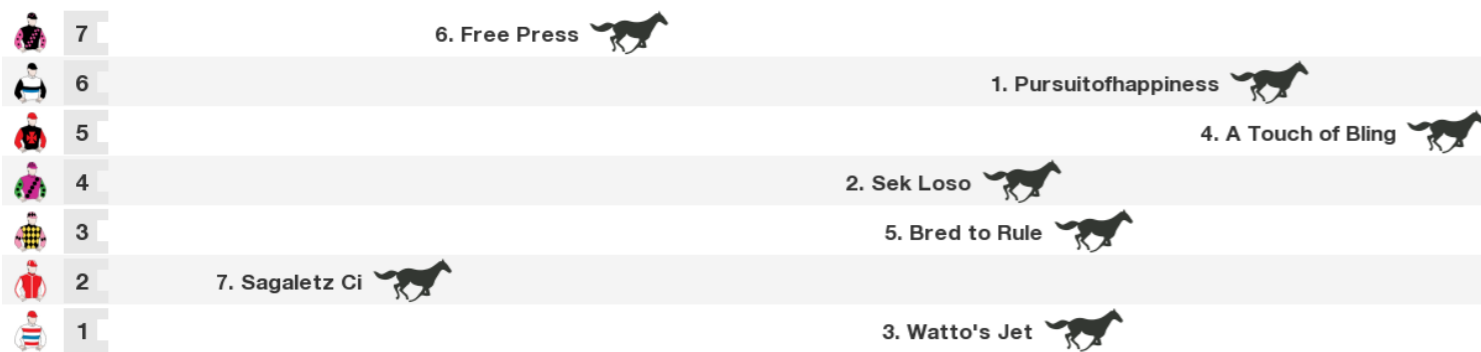 7 6. Free Press
6 1. Pursuitofhappiness
5 4. A Touch of Bling
4 2. Sek Loso
3 5. Bred to Rule
2 7. Sagaletz Ci
1 3. Watto's Jet